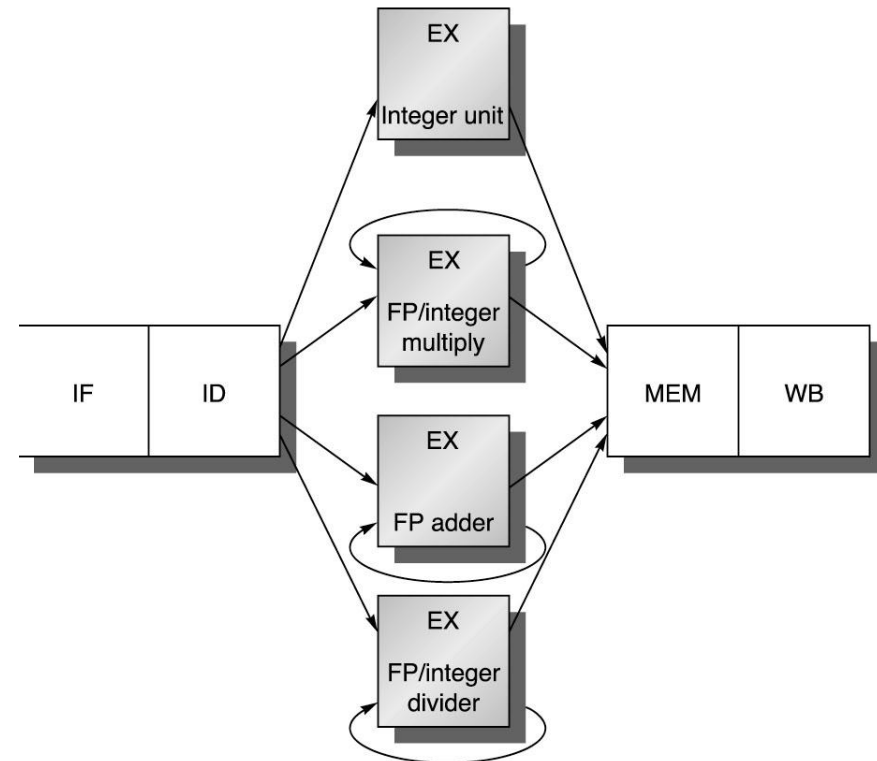 EX
Integer unit
EX
FP/integer
multiply
IF
ID
MEM
WB
EX
FP adder
EX
FP/integer
divider